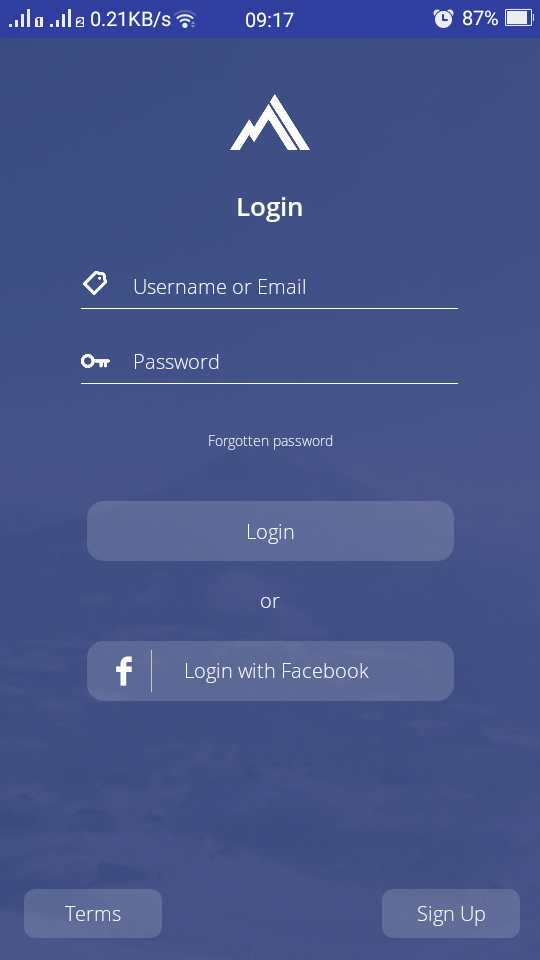 1 2 0.21KB/s 09:17 87%
Login
Username or Email
Password
Forgotten password
Login
or
f Login with Facebook
Terms Sign Up